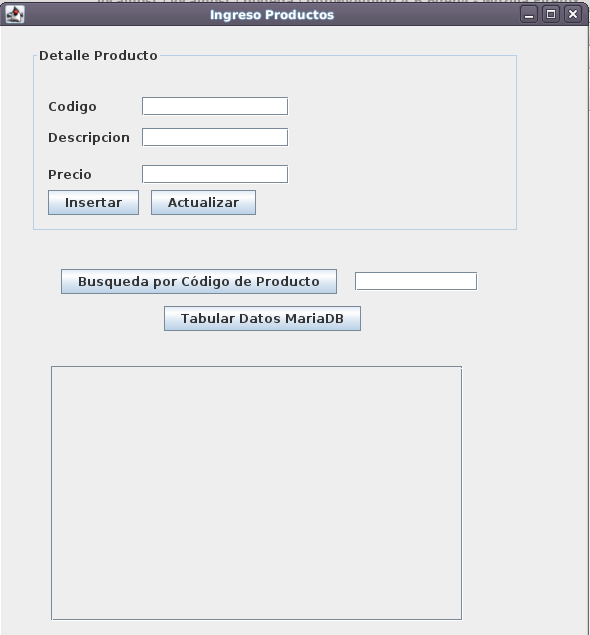 Ingreso Productos
Detalle Producto
Codigo
Descripcion
Precio
Insertar Actualizar
Busqueda por Código de Producto
Tabular Datos MariaDB